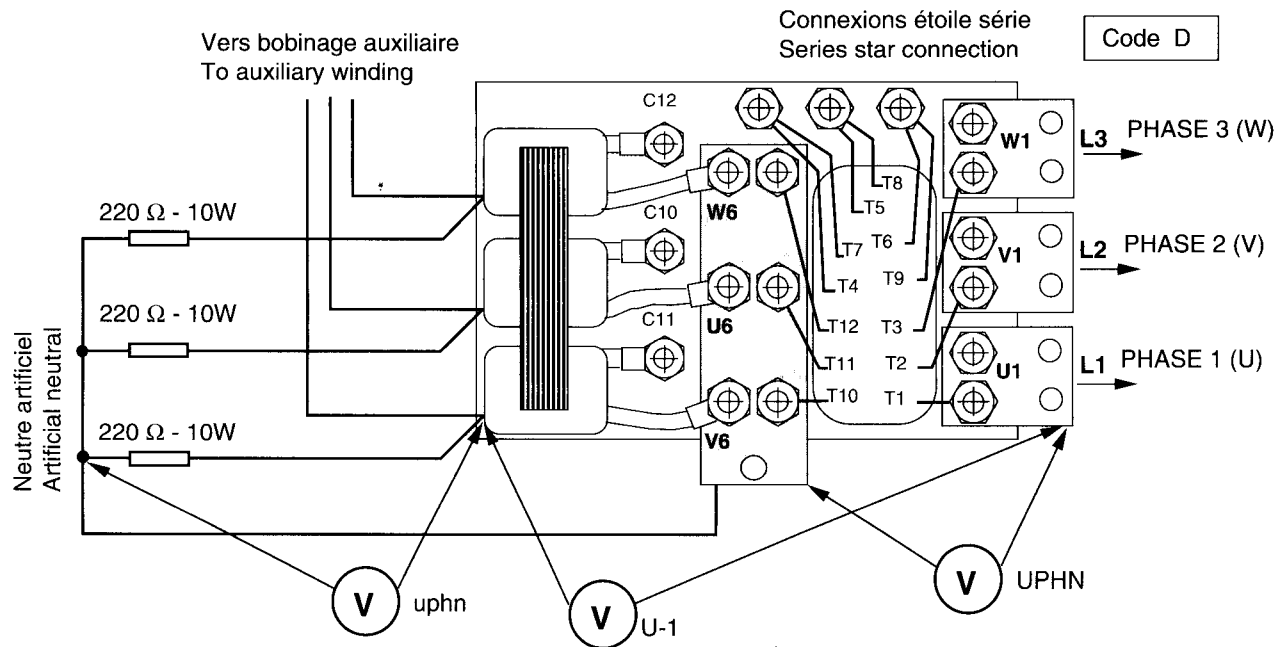 Connexions étoile série
Series star connection
Code D
Vers bobinage auxiliaire
To auxiliary winding
C12
W1
L3
PHASE 3 (W)
T8
T5
W6
C10
T7
T6
V1
L2
PHASE 2 (V)
220 Ω - 10W
T4
T9
220 Ω - 10W
U6
C11
T12
T3
T11
T2
U1
L1
PHASE 1 (U)
T10
T1
220 Ω - 10W
V6
Neutre artificiel
Artificial neutral
V
uphn
V
U-1
V
UPHN